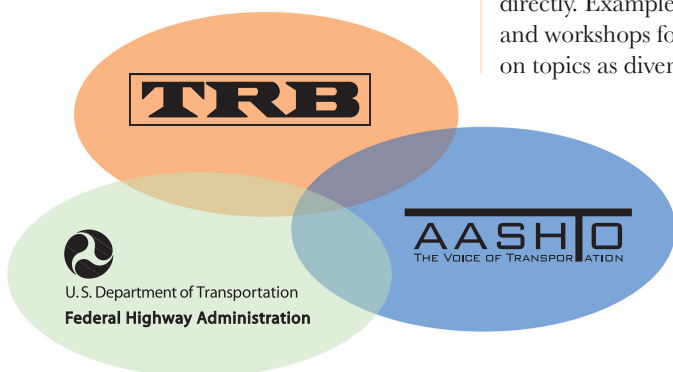 directly. Example
and workshops fo
on topics as diver
TRB
AASHTO
THE VOICE OF TRANSPORTATION
U.S. Department of Transportation
Federal Highway Administration